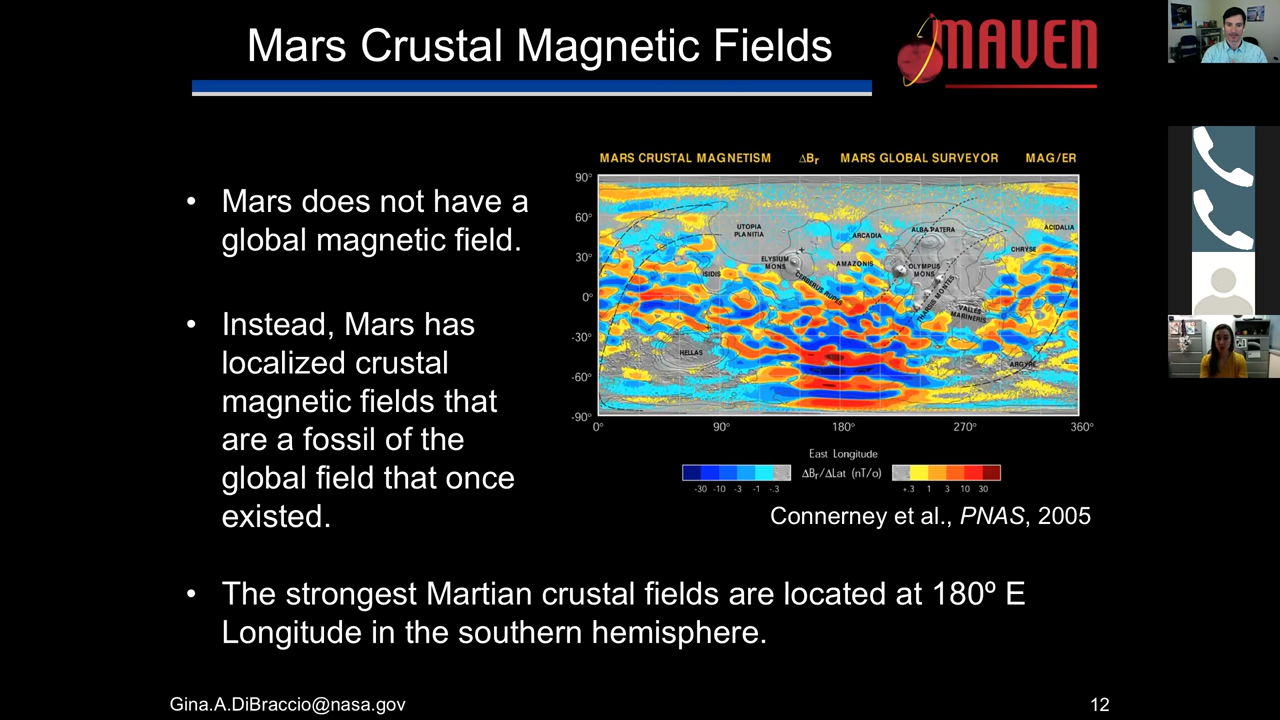 Mars Crustal Magnetic Fields
MAVEN
• Mars does not have a
global magnetic field.
• Instead, Mars has
localized crustal
magnetic fields that
are a fossil of the
global field that once
existed.
MARS CRUSTAL MAGNETISM ΔBr MARS GLOBAL SURVEYOR MAG/ER
90°
60°
30°
0°
-30°
-60°
-90°
UTOPIA
PLANITIA
ELYSIUM
MONS
ISIDIS
CERBERUS RUPES
HELLAS
ARCADIA
AMAZONIS
ALBA PATERA
OLYMPUS
MONS
THARSIS MONTES
VALLES
MARINERIS
ACIDALIA
CHRYSE
ARGYRE
0° 90° 180° 270° 360°
East Longitude
ΔBr/ΔLat (nT/o)
-30 -10 -3 -1 -.3 +.3 1 3 10 30
Connerney et al., PNAS, 2005
• The strongest Martian crustal fields are located at 180º E
Longitude in the southern hemisphere.
Gina.A.DiBraccio@nasa.gov
12